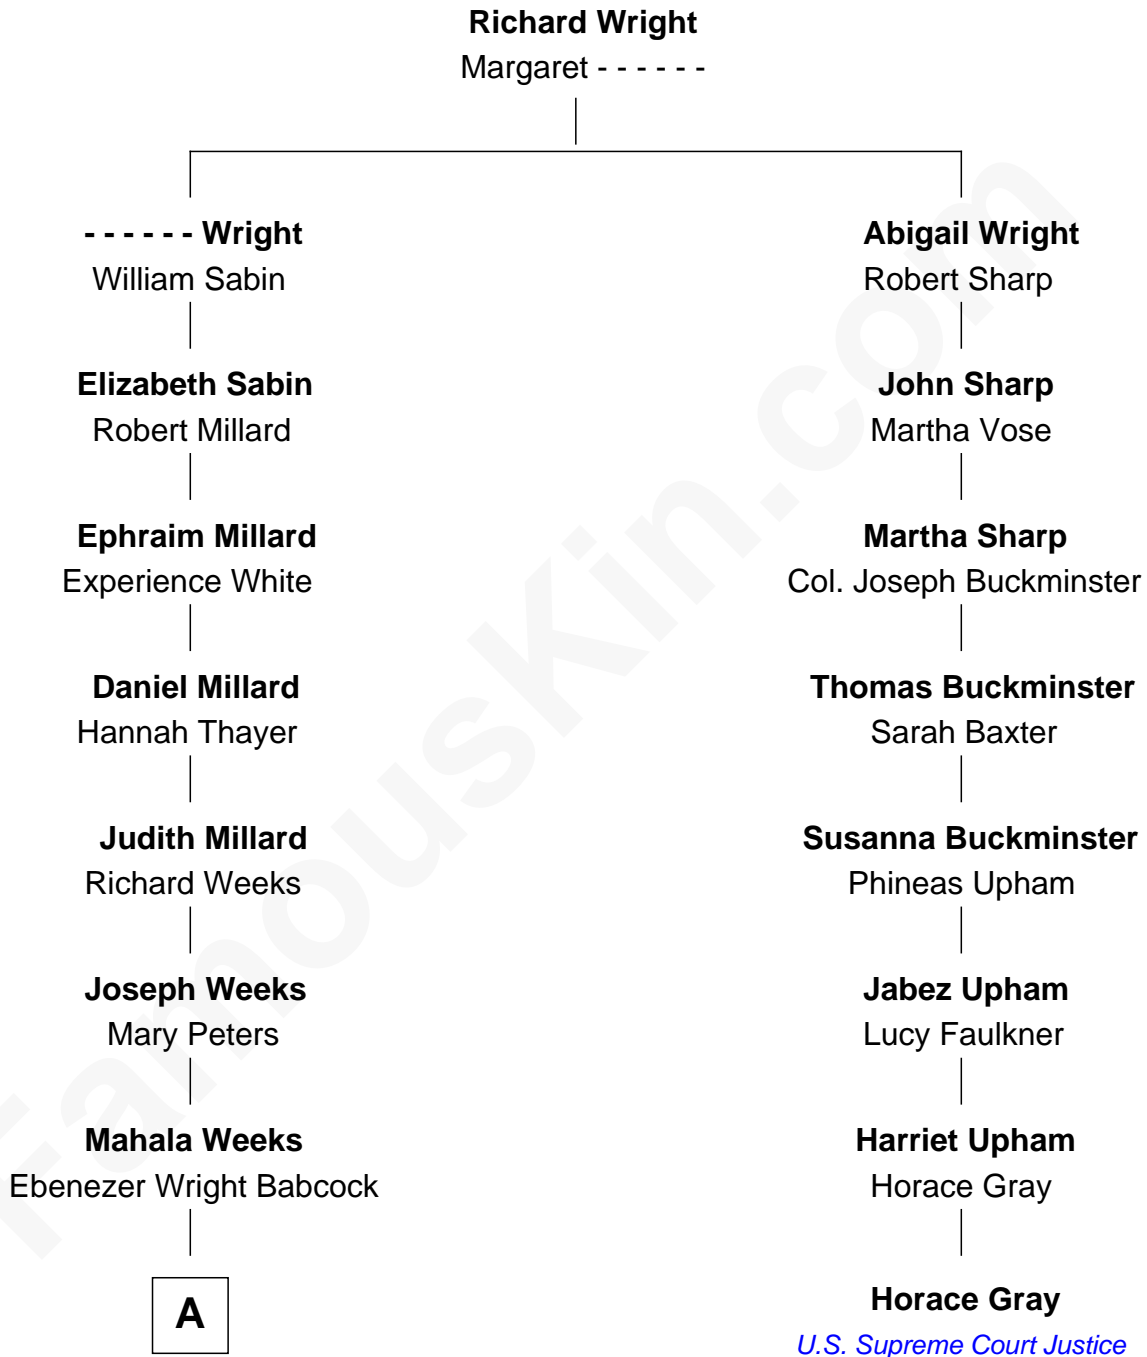 Richard Wright
Margaret - - - - - -
- - - - - - Wright
William Sabin
Abigail Wright
Robert Sharp
Elizabeth Sabin
Robert Millard
John Sharp
Martha Vose
Ephraim Millard
Experience White
Martha Sharp
Col. Joseph Buckminster
Daniel Millard
Hannah Thayer
Thomas Buckminster
Sarah Baxter
Judith Millard
Richard Weeks
Susanna Buckminster
Phineas Upham
Joseph Weeks
Mary Peters
Jabez Upham
Lucy Faulkner
Mahala Weeks
Ebenezer Wright Babcock
Harriet Upham
Horace Gray
A
Horace Gray
U.S. Supreme Court Justice
FamousKin.com